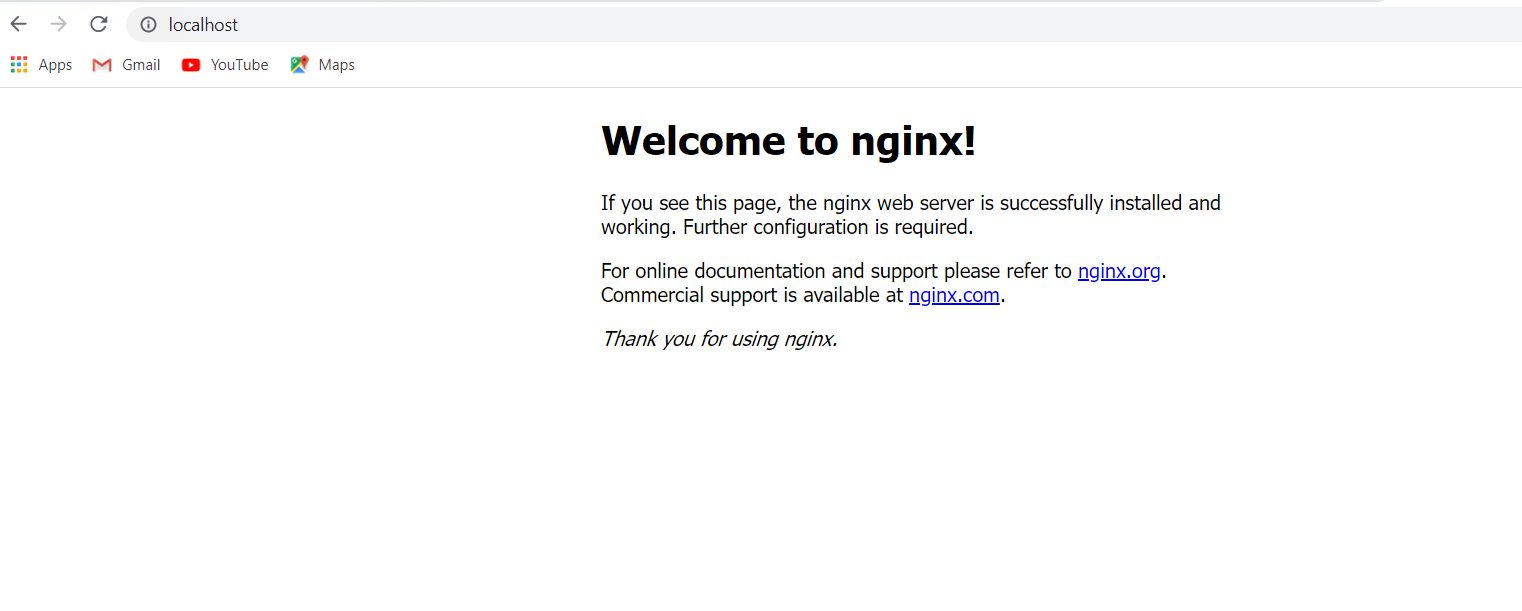 localhost
Apps Gmail YouTube Maps
Welcome to nginx!
If you see this page, the nginx web server is successfully installed and
working. Further configuration is required.
For online documentation and support please refer to nginx.org.
Commercial support is available at nginx.com.
Thank you for using nginx.